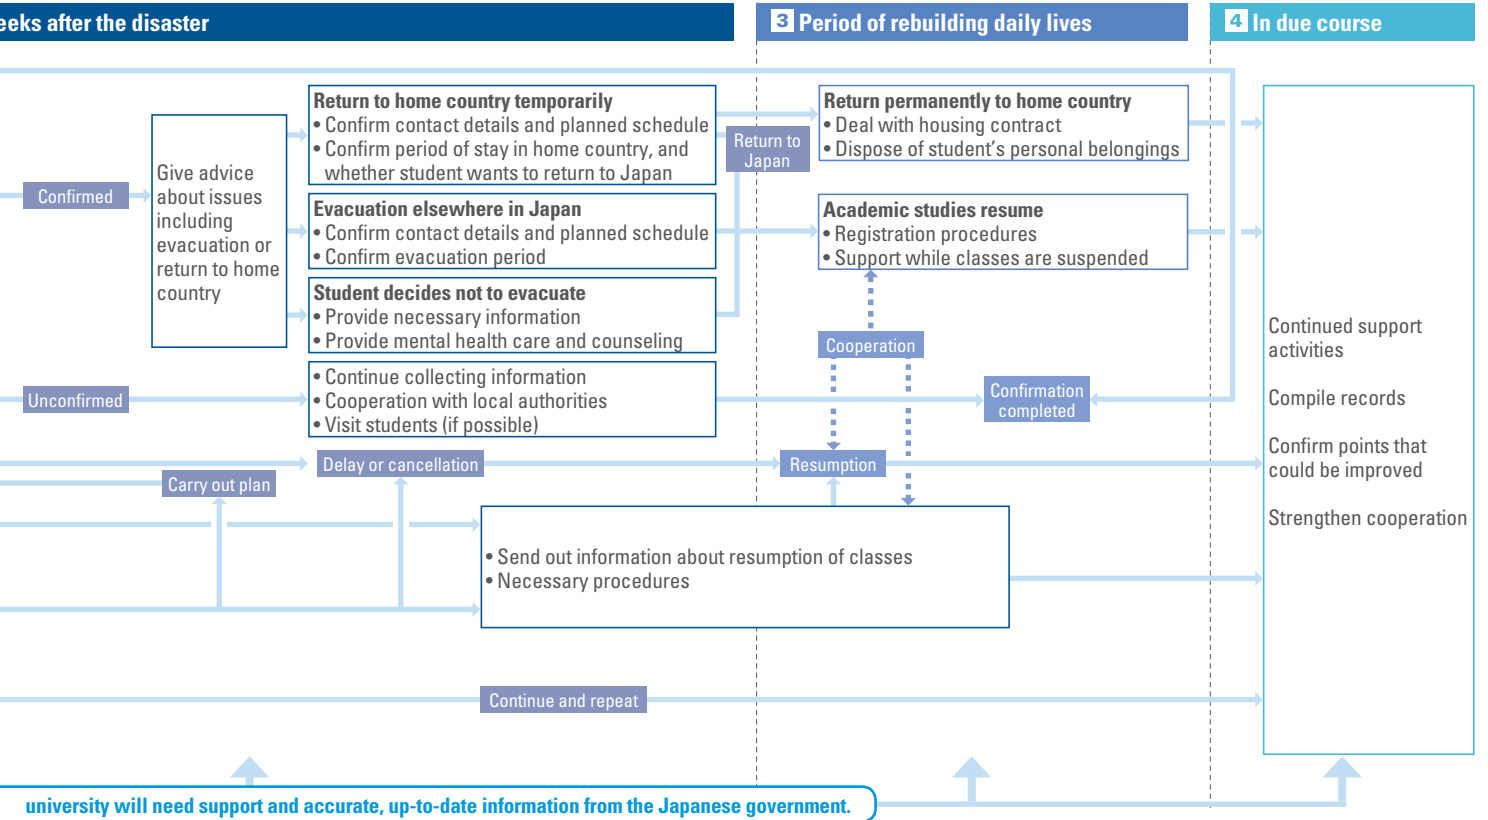 eeks after the disaster
3 Period of rebuilding daily lives
4 In due course
Return to home country temporarily
• Confirm contact details and planned schedule
• Confirm period of stay in home country, and
whether student wants to return to Japan
Return to
Japan
Return permanently to home country
• Deal with housing contract
• Dispose of student's personal belongings
Confirmed
Give advice
about issues
including
evacuation or
return to home
country
Evacuation elsewhere in Japan
• Confirm contact details and planned schedule
• Confirm evacuation period
Academic studies resume
• Registration procedures
• Support while classes are suspended
Student decides not to evacuate
• Provide necessary information
• Provide mental health care and counseling
Cooperation
Unconfirmed
• Continue collecting information
• Cooperation with local authorities
• Visit students (if possible)
Confirmation
completed
Delay or cancellation
Resumption
Carry out plan
• Send out information about resumption of classes
• Necessary procedures
Continue and repeat
Continued support
activities
Compile records
Confirm points that
could be improved
Strengthen cooperation
university will need support and accurate, up-to-date information from the Japanese government.